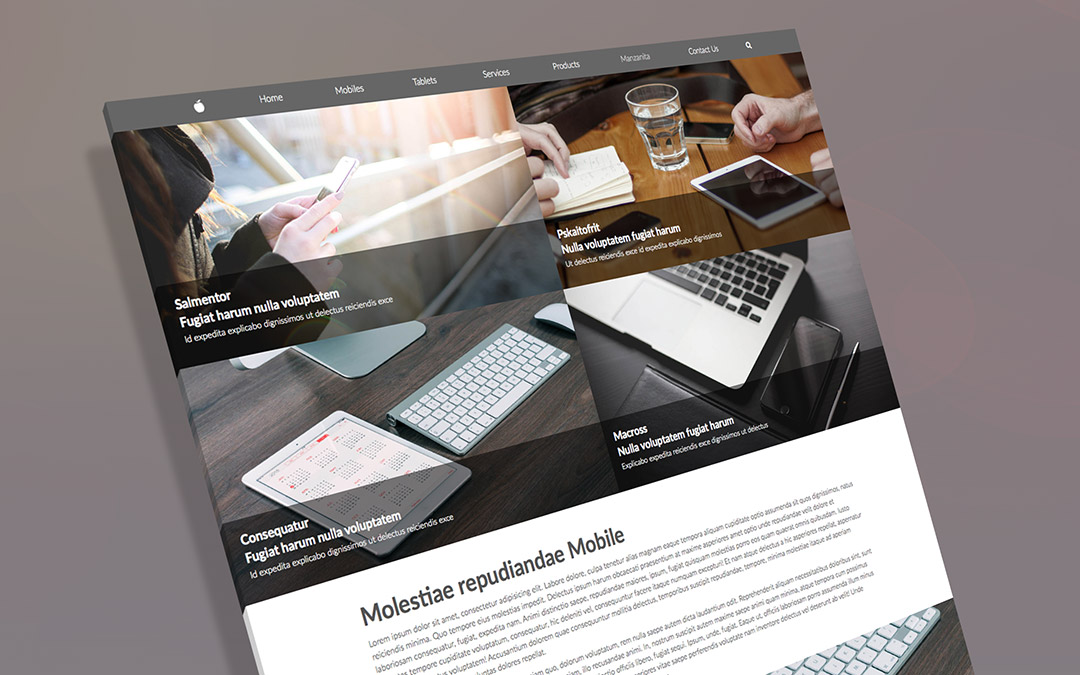 Home Mobiles Tablets Services Products Manzanita Contact Us
Salmentor
Fugiat harum nulla voluptatem
Id expedita explicabo dignissimos ut delectus reiciendis exce
Pskaitofrit
Nulla voluptatem fugiat harum
Ut delectus reiciendis exce id expedita explicabo dignissimos
Consequatur
Fugiat harum nulla voluptatem
Id expedita explicabo dignissimos ut delectus reiciendis exce
Macross
Nulla voluptatem fugiat harum
Explicabo expedita reiciendis exce dignissimos ut delectus
Molestiae repudiandae Mobile
Lorem ipsum dolor sit amet, consectetur adipisicing elit. Labore dolore, culpa tenetur alias magnam eaque tempora aliquam cupiditate optio assumenda sit quos dignissimos, natus
reiciendis minima. Quo tempore eius molestias impedit. Delectus ipsum harum obcaecati praesentium at maxime asperiores amet optio unde repudiandae velit dolore et
laboriosam consequatur, fugiat, expedita nam. Animi distinctio saepe, repudiandae maiores, ipsum, fugiat quisquam molestias porro eos quam quaerat omnis quibusdam. Iusto
tempore cupiditate voluptatum, consequatur, hic deleniti vel, consequuntur facere itaque numquam excepturi! Et nam atque delectus a hic asperiores repellat, aspernatur
voluptatem! Accusantium dolorem quae consequuntur mollitia delectus, temporibus suscipit repudiandae, tempore, minima molestiae itaque ad aperiam
dolores repellat.
quo, dolorum voluptatum, rem nulla saepe autem dicta laudantium odit. Reprehenderit aliquam necessitatibus doloribus sint, sunt
illo recusandae animi. In, nostrum suscipit autem maxime saepe animi quam minima, atque tempora cum possimus
officiis libero, fugiat sequi. Ipsum, unde, fugiat. Eaque ut, officiis laboriosam porro assumenda illum minus
vitae saepe perferendis voluptate nam inventore delectus vel deserunt ab velit! Unde